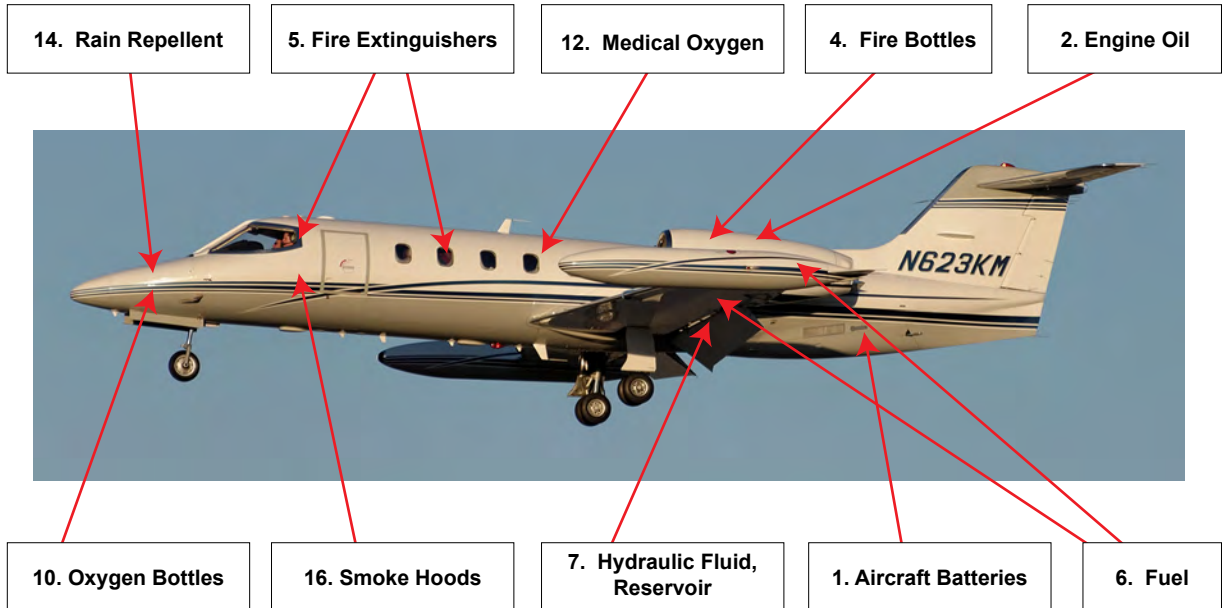 14. Rain Repellent
5. Fire Extinguishers
12. Medical Oxygen
4. Fire Bottles
2. Engine Oil
N623KM
10. Oxygen Bottles
16. Smoke Hoods
7. Hydraulic Fluid,
Reservoir
1. Aircraft Batteries
6. Fuel